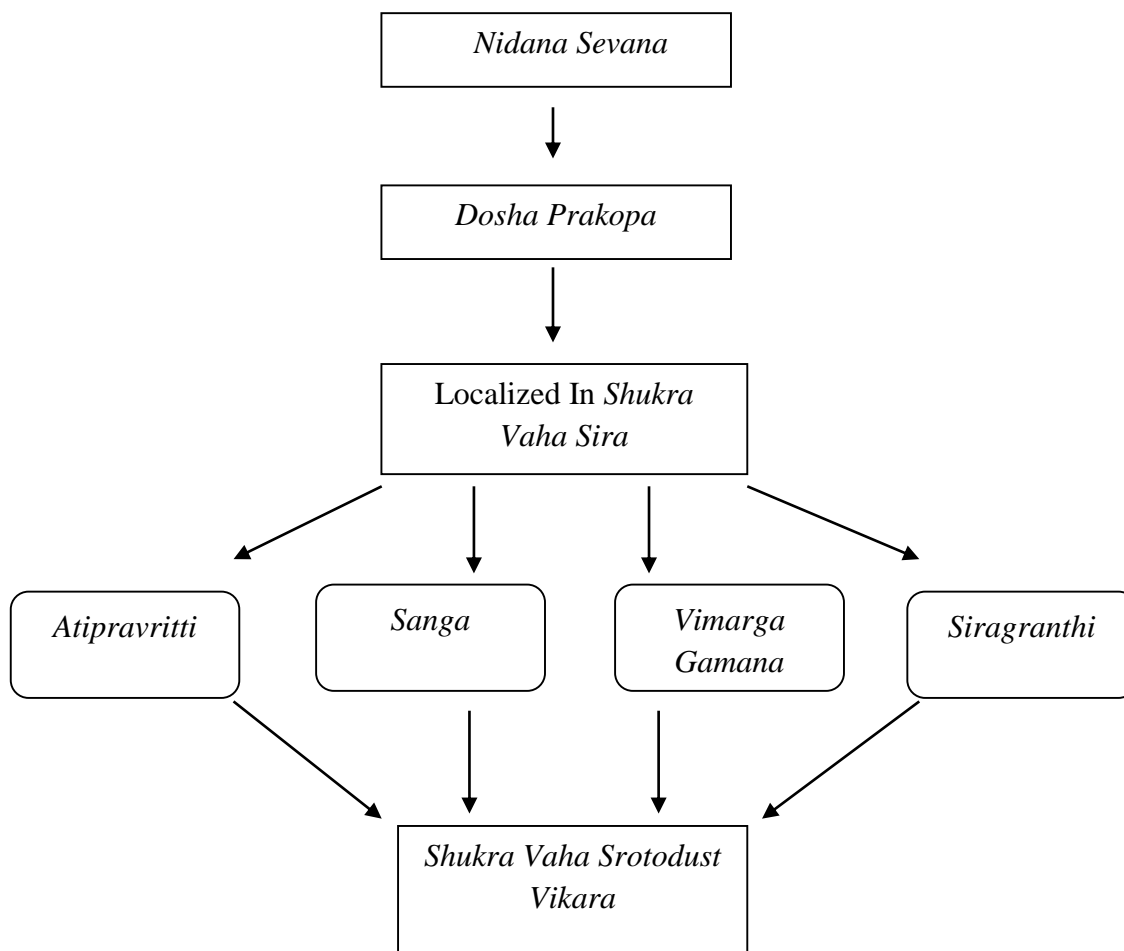 Nidana Sevana
Dosha Prakopa
Localized In Shukra
Vaha Sira
Atipravritti
Sanga
Vimarga
Gamana
Siragranthi
Shukra Vaha Srotodust
Vikara